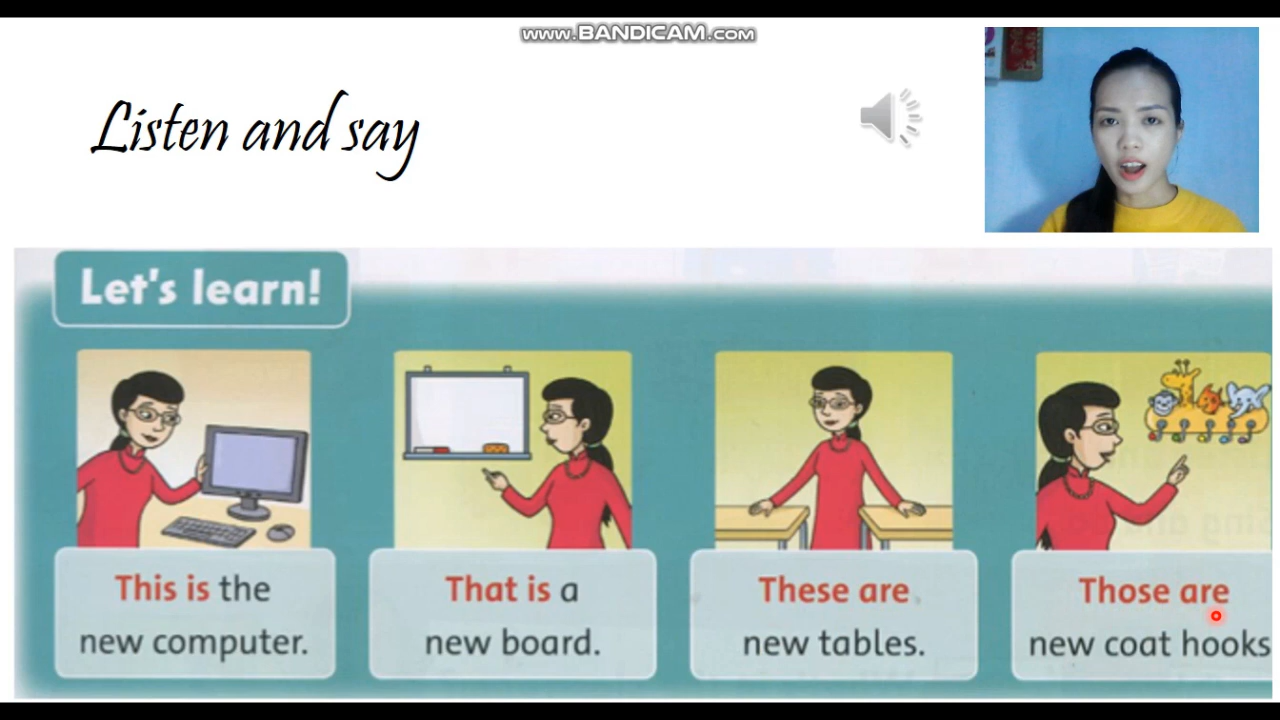 www.BANDICAM.com
Listen and say
Let's learn!
This is the
new computer.
That is a
new board.
These are
new tables.
Those are
new coat hooks